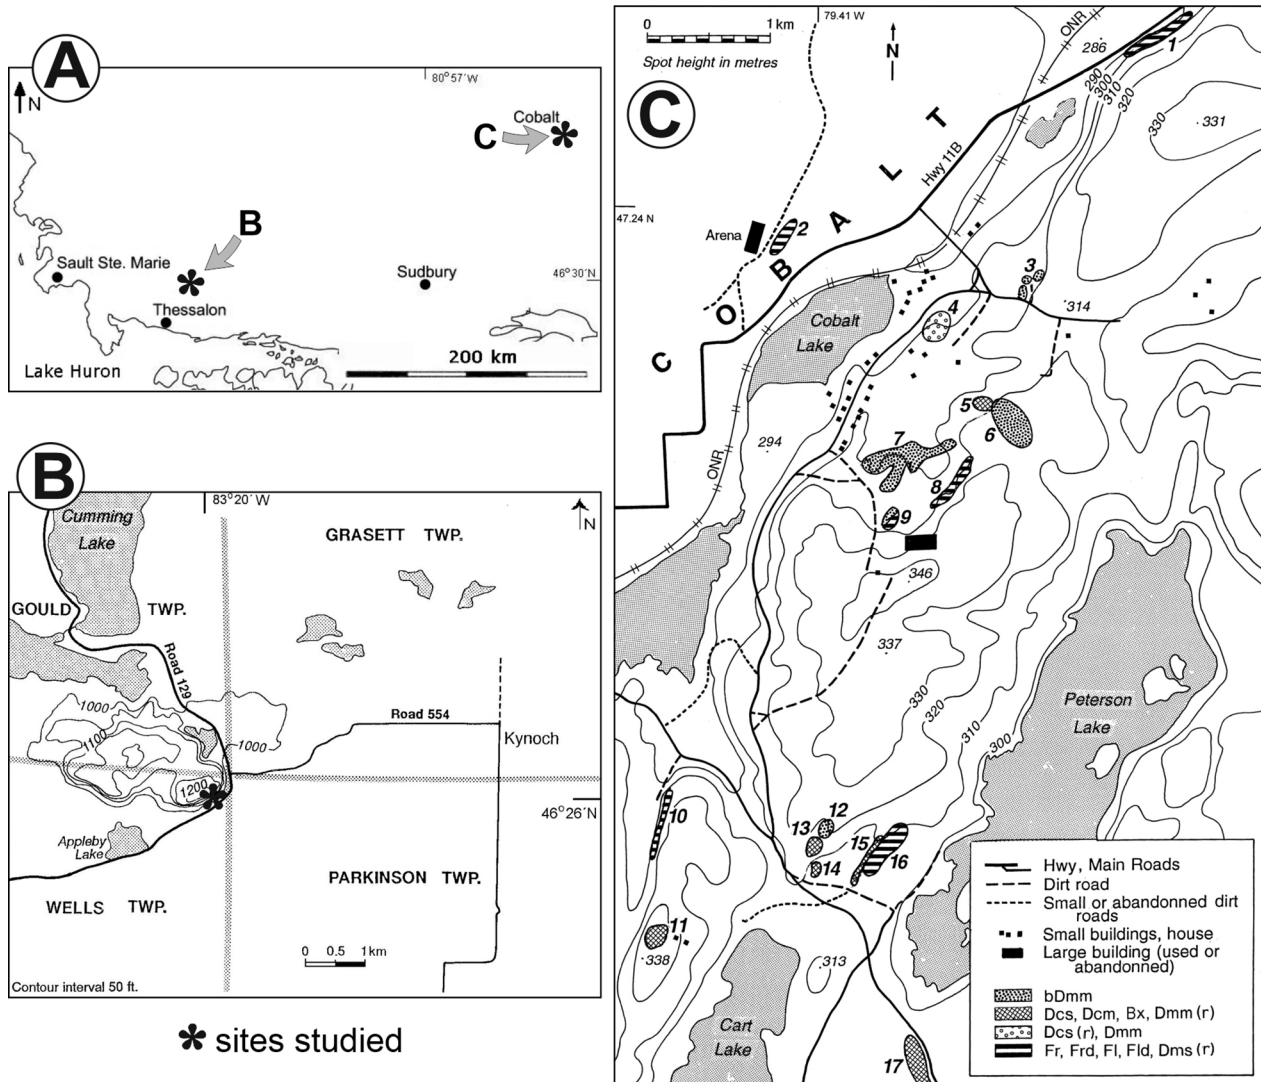 A
N
80°57´W
Cobalt
C
B
Sault Ste. Marie
Sudbury
46°30´N
Thessalon
200 km
Lake Huron
B
83°20´ W
N
Cumming
Lake
GRASETT TWP.
GOULD TWP.
Road 129
1000
1100
1000
Road 554
Kynoch
1200
46°26´N
Appleby
Lake
PARKINSON TWP.
WELLS TWP.
0 0.5 1km
Contour interval 50 ft.
* sites studied
C
0 1km
Spot height in metres
79.41 W
N
ONR
286
1
290
300
310
320
330
331
COBALT
Hwy 11B
47.24 N
Arena
2
3
314
4
Cobalt
Lake
5
6
7
294
ONR
8
9
346
337
330
320
310
300
Peterson
Lake
10
12
13
14
15
16
11
338
313
Cart
Lake
17
Hwy, Main Roads
Dirt road
Small or abandonned dirt
roads
Small buildings, house
Large building (used or
abandonned)
bDmm
Dcs, Dcm, Bx, Dmm (r)
Dcs (r), Dmm
Fr, Frd, Fl, Fld, Dms (r)